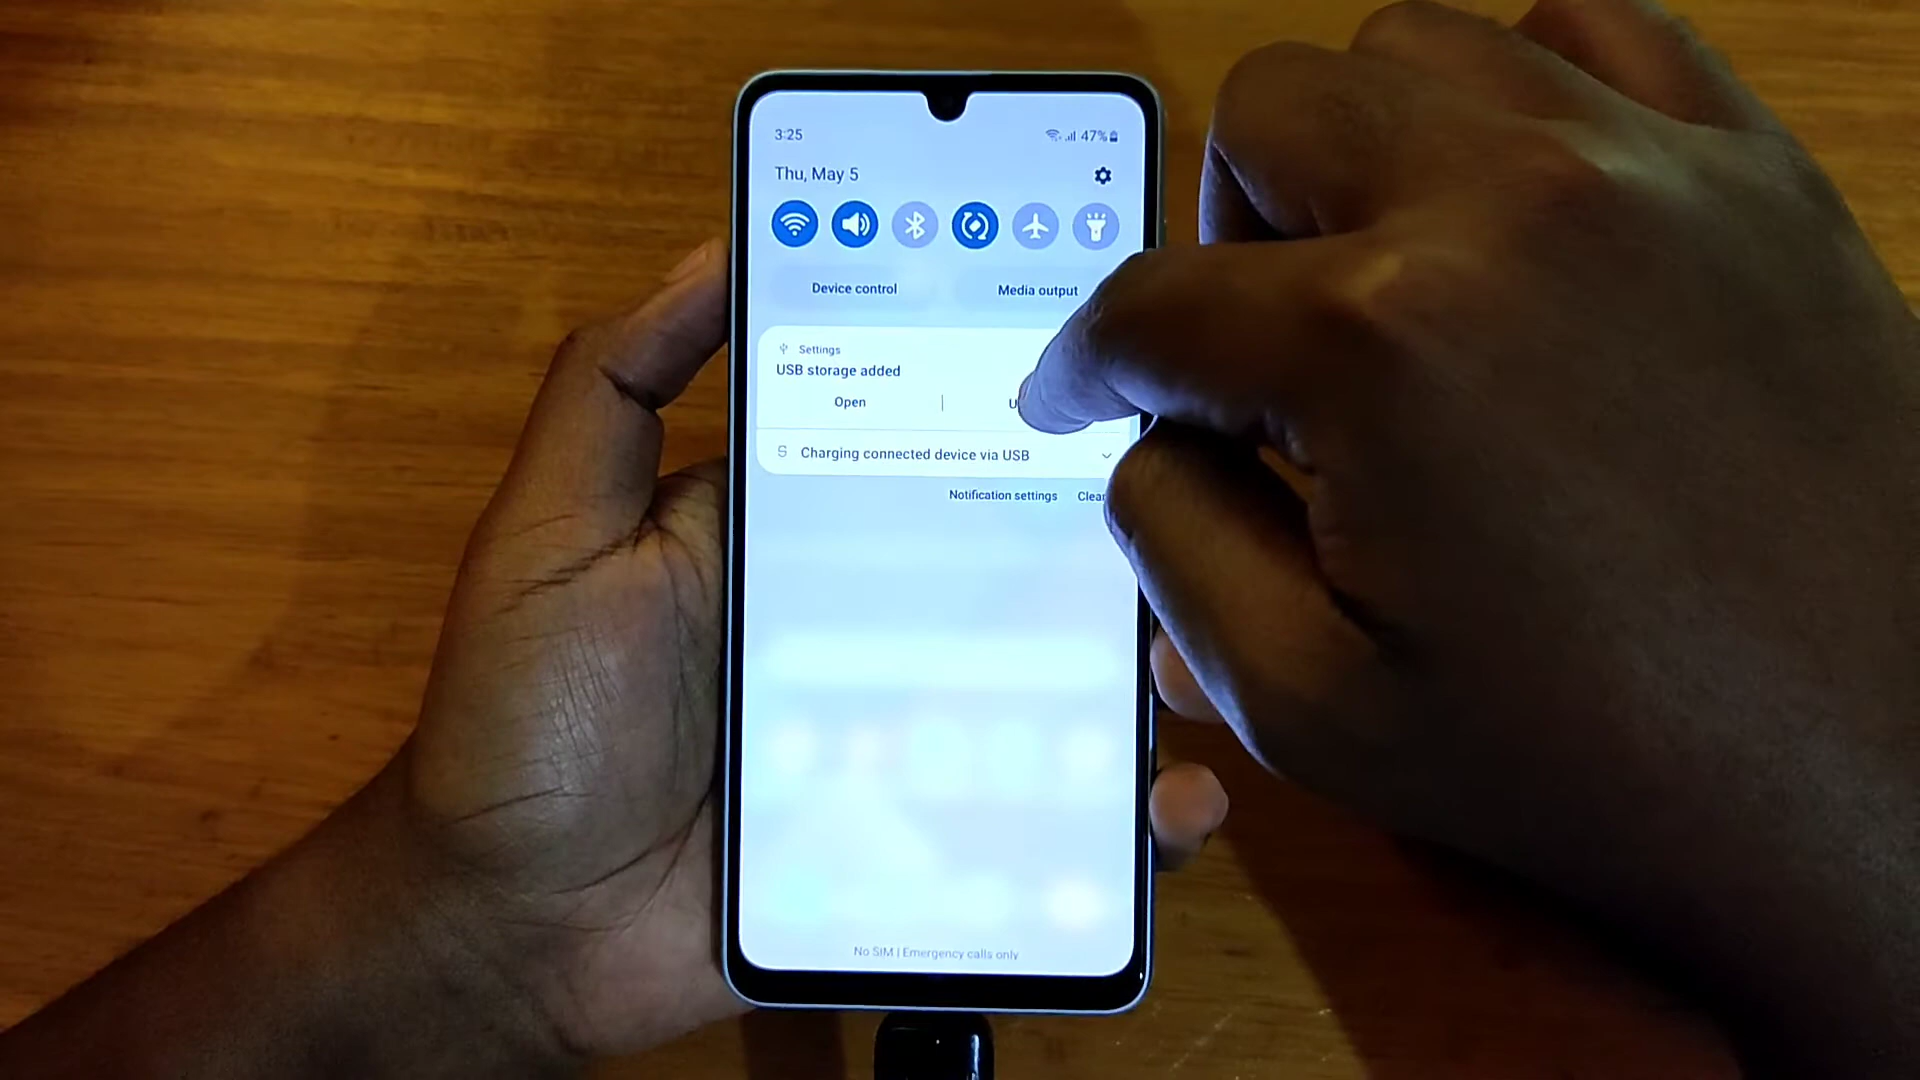 3:25 47%
Thu, May 5
Device control Media output
Settings
USB storage added
Open
Charging connected device via USB
Notification settings Clear
No SIM | Emergency calls only